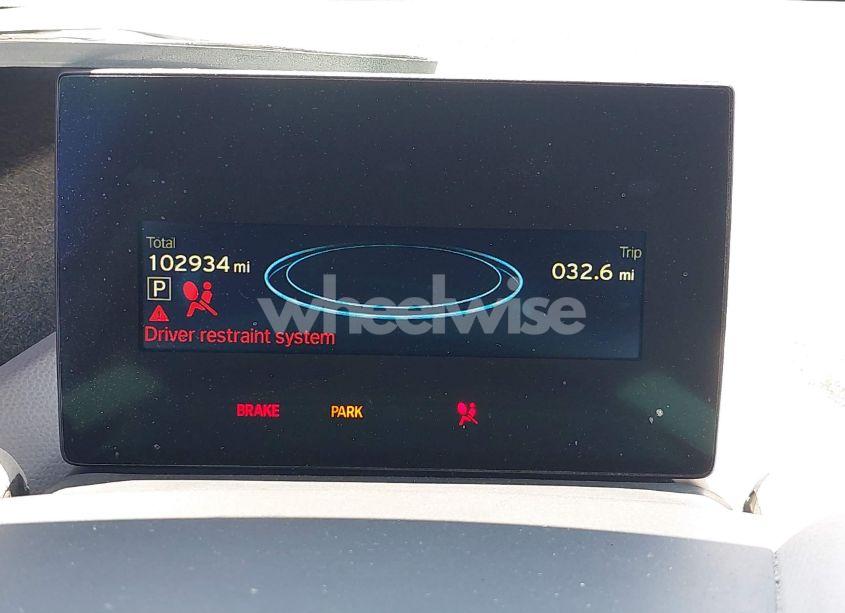 Total
102934 mi
Trip
032.6 mi
P
wheelwise
Driver restraint system
BRAKE PARK